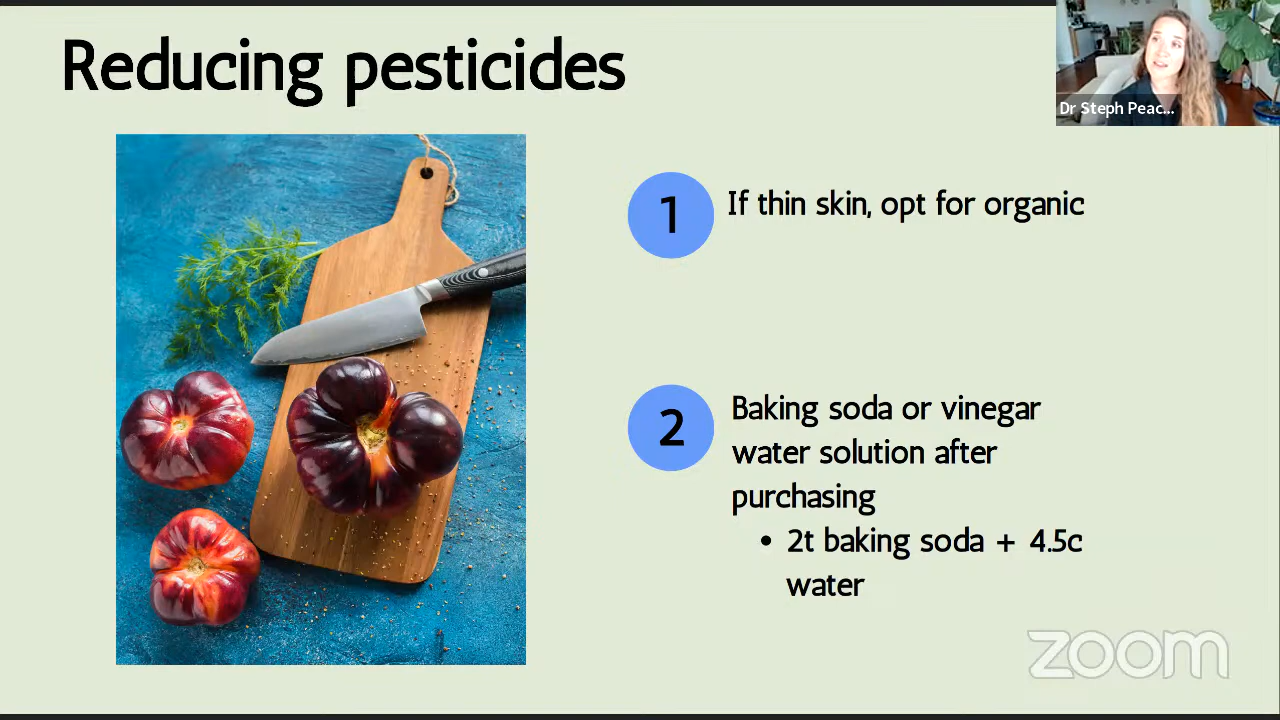 Reducing pesticides
Dr Steph Peac...
1
If thin skin, opt for organic
2
Baking soda or vinegar
water solution after
purchasing
• 2t baking soda + 4.5c
water
zoom